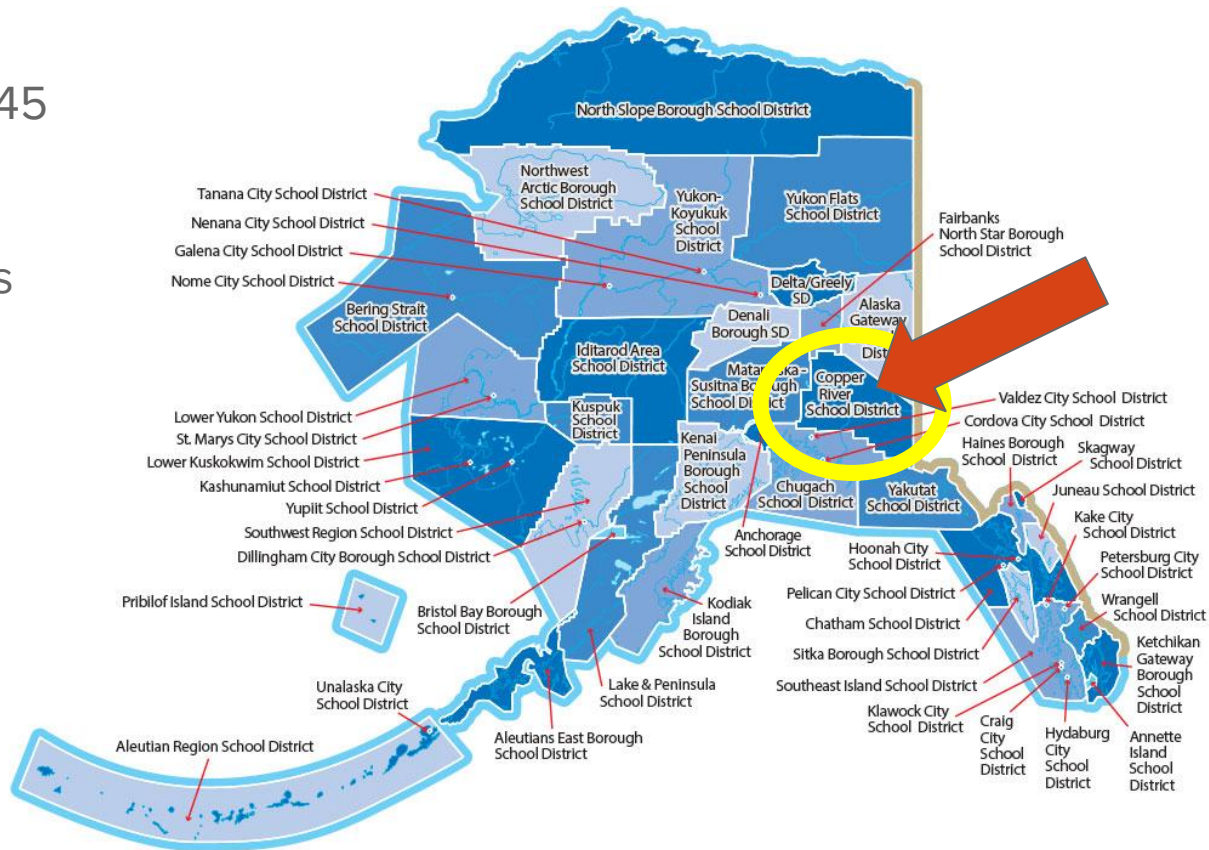 45
s
North Slope Borough School District
Northwest
Arctic Borough
School District
Yukon-
Koyukuk
School
District
Yukon Flats
School District
Tanana City School District
Nenana City School District
Galena City School District
Nome City School District
Fairbanks
North Star Borough
School District
Bering Strait
School District
Delta/Greely
SD
Denali
Borough SD
Alaska
Gateway
Iditarod Area
School District
Susitna Borough
School District
Copper
River
School District
Valdez City School District
Cordova City School District
Lower Yukon School District
St. Marys City School District
Lower Kuskokwim School District
Kashunamiut School District
Yupiit School District
Southwest Region School District
Dillingham City Borough School District
Kuspuk
School
District
Kenai
Peninsula
Borough
School
District
Chugach
School District
Yakutat
School District
Anchorage
School District
Haines Borough
School District
Skagway
School District
Juneau School District
Kake City
School District
Petersburg City
School District
Wrangell
School District
Ketchikan
Gateway
Borough
School
District
Hoonah City
School District
Pelican City School District
Chatham School District
Sitka Borough School District
Southeast Island School District
Klawock City
School District
Craig
City
School
District
Hydaburg
City
School
District
Annette
Island
School
District
Pribilof Island School District
Bristol Bay Borough
School District
Kodiak
Island
Borough
School District
Lake & Peninsula
School District
Unalaska City
School District
Aleutians East Borough
School District
Aleutian Region School District